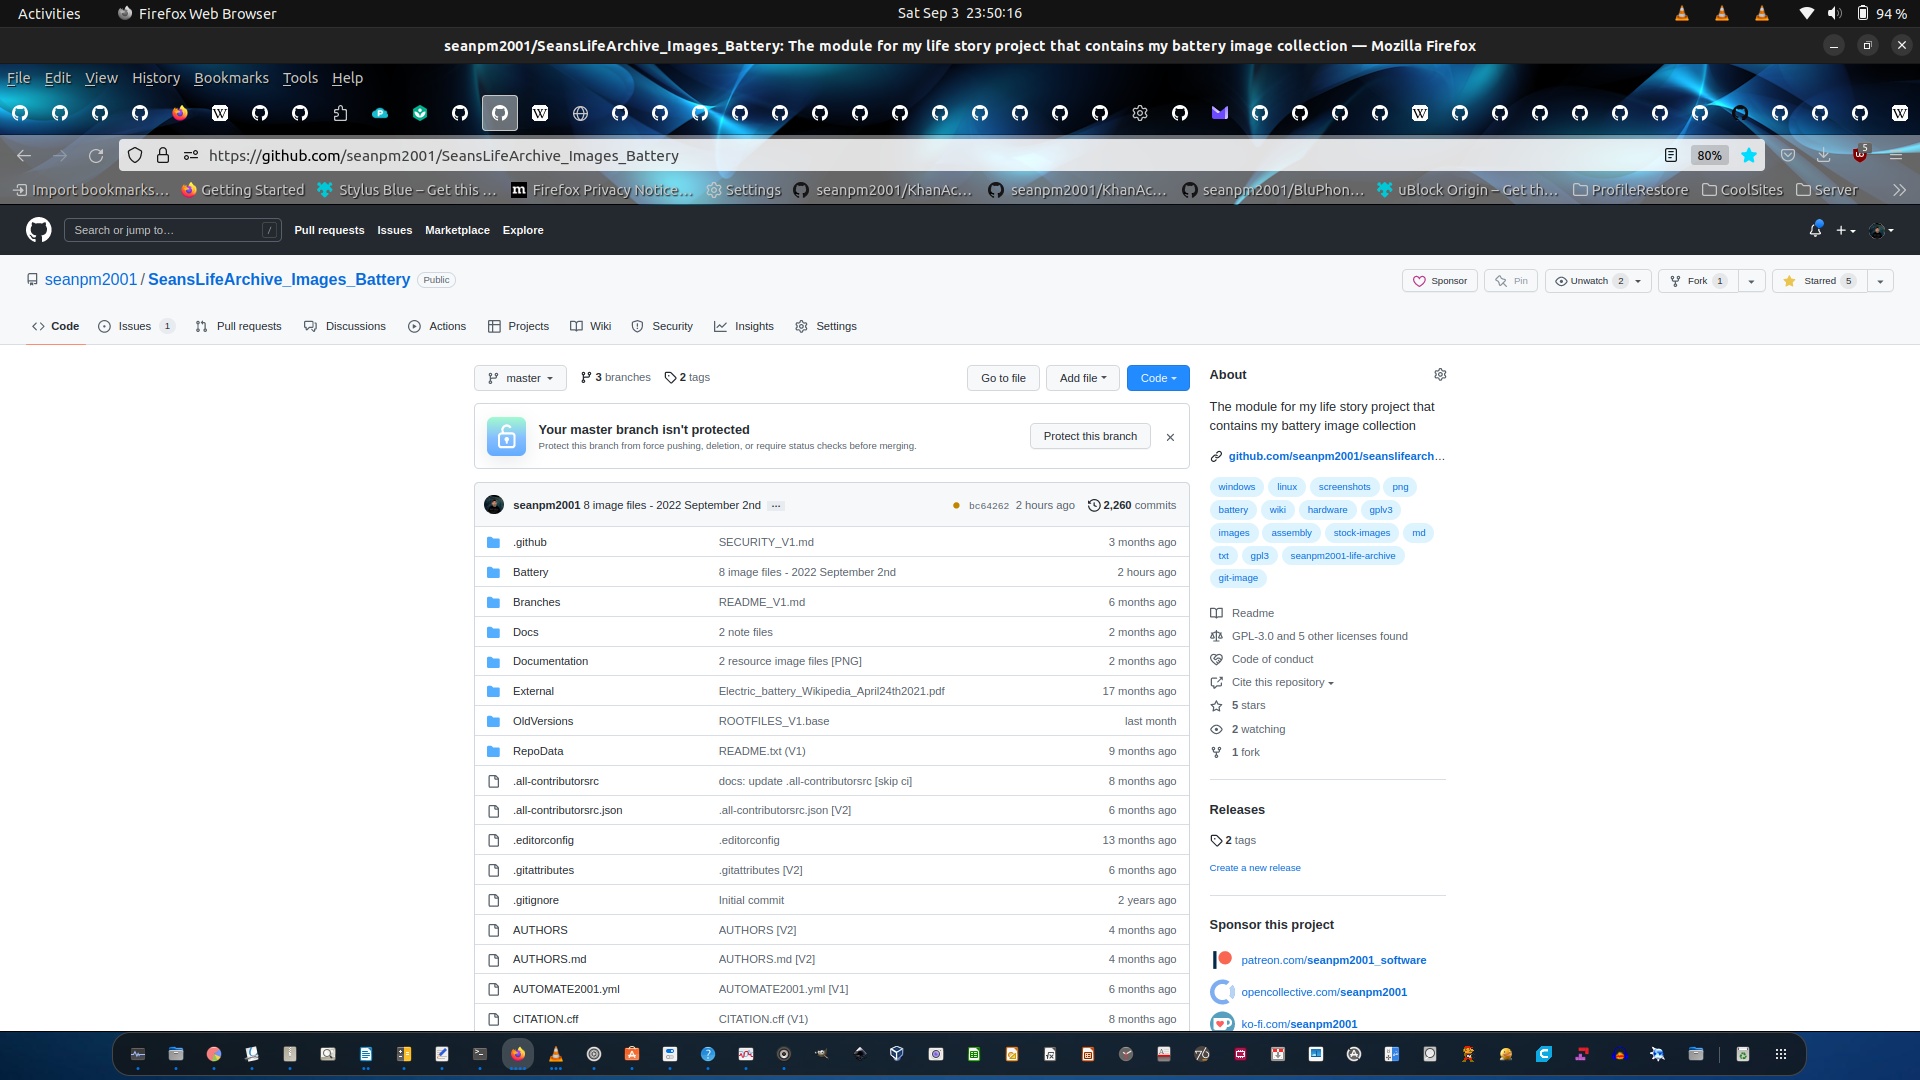 Activities Firefox Web Browser Sat Sep 3 23:50:16 94 %
seanpm2001/SeansLifeArchive_Images_Battery: The module for my life story project that contains my battery image collection — Mozilla Firefox
File Edit View History Bookmarks Tools Help
https://github.com/seanpm2001/SeansLifeArchive_Images_Battery 80% 5
Import bookmarks… Getting Started Stylus Blue – Get this … Firefox Privacy Notice… Settings seanpm2001/KhanAc… seanpm2001/KhanAc… seanpm2001/BluPhon… uBlock Origin – Get th… ProfileRestore CoolSites Server
Search or jump to… / Pull requests Issues Marketplace Explore
seanpm2001 / SeansLifeArchive_Images_Battery Public Sponsor Pin Unwatch 2 Fork 1 Starred 5
Code Issues 1 Pull requests Discussions Actions Projects Wiki Security Insights Settings
master 3 branches 2 tags Go to file Add file Code
Your master branch isn't protected
Protect this branch from force pushing, deletion, or require status checks before merging.
Protect this branch
seanpm2001 8 image files - 2022 September 2nd … bc64262 2 hours ago 2,260 commits
.github SECURITY_V1.md 3 months ago
Battery 8 image files - 2022 September 2nd 2 hours ago
Branches README_V1.md 6 months ago
Docs 2 note files 2 months ago
Documentation 2 resource image files [PNG] 2 months ago
External Electric_battery_Wikipedia_April24th2021.pdf 17 months ago
OldVersions ROOTFILES_V1.base last month
RepoData README.txt (V1) 9 months ago
.all-contributorsrc docs: update .all-contributorsrc [skip ci] 8 months ago
.all-contributorsrc.json .all-contributorsrc.json [V2] 6 months ago
.editorconfig .editorconfig 13 months ago
.gitattributes .gitattributes [V2] 6 months ago
.gitignore Initial commit 2 years ago
AUTHORS AUTHORS [V2] 4 months ago
AUTHORS.md AUTHORS.md [V2] 4 months ago
AUTOMATE2001.yml AUTOMATE2001.yml [V1] 6 months ago
CITATION.cff CITATION.cff (V1) 8 months ago
About
The module for my life story project that
contains my battery image collection
github.com/seanpm2001/seanslifearch…
windows linux screenshots png
battery wiki hardware gplv3
images assembly stock-images md
txt gpl3 seanpm2001-life-archive
git-image
Readme
GPL-3.0 and 5 other licenses found
Code of conduct
Cite this repository
5 stars
2 watching
1 fork
Releases
2 tags
Create a new release
Sponsor this project
patreon.com/seanpm2001_software
opencollective.com/seanpm2001
ko-fi.com/seanpm2001